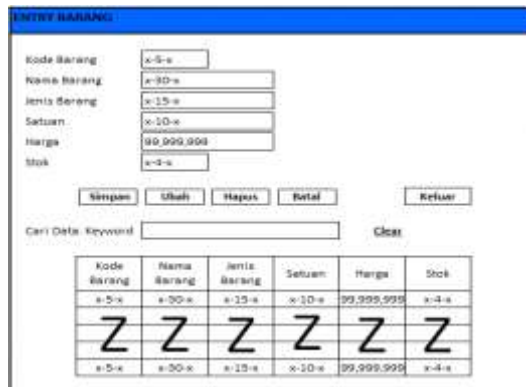 ENTRY BARANG
Kode Barang x-5-x
Nama Barang x-30-x
Jenis Barang x-15-x
Satuan x-10-x
Harga 99,999,999
Stok x-4-x
Simpan Ubah Hapus Batal Keluar
Cari Data Keyword Clear
Kode Barang Nama Barang Jenis Barang Satuan Harga Stok
x-5-x x-30-x x-15-x x-10-x 99,999,999 x-4-x
Z Z Z Z Z Z
x-5-x x-30-x x-15-x x-10-x 99,999,999 x-4-x